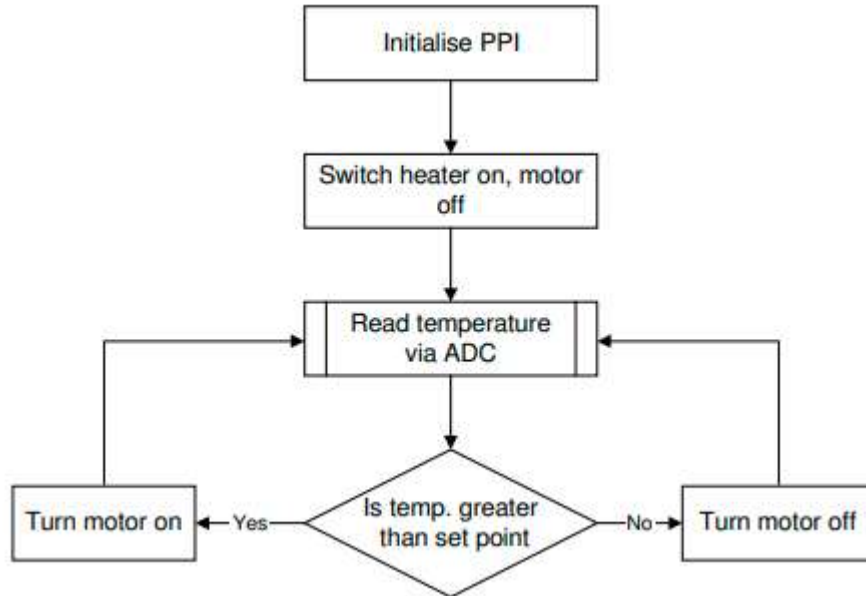 Initialise PPI
Switch heater on, motor
off
Read temperature
via ADC
Is temp. greater
than set point
Yes
No
Turn motor on
Turn motor off